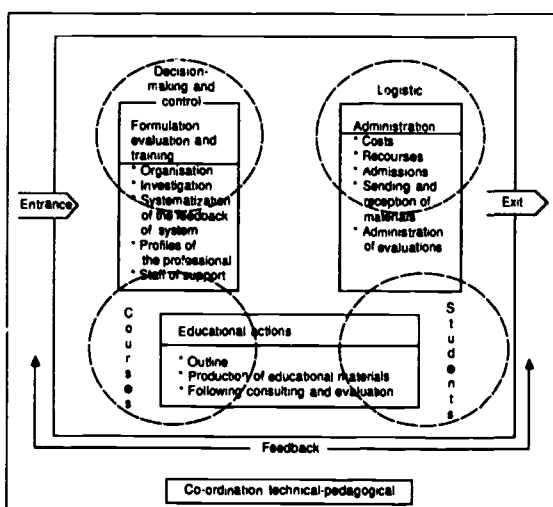 Decision-
making and
control
Formulation
evaluation and
training
* Organisation
* Investigation
* Systematization
of the feedback
of system
* Profiles of
the professional
* Staff of support
Logistic
Administration
* Costs
* Recourses
* Admissions
* Sending and
reception of
materials
* Administration
of evaluations
Entrance
Exit
Courses
Educational actions
* Outline
* Production of educational materials
* Following consulting and evaluation
Students
Feedback
Co-ordination technical-pedagogical